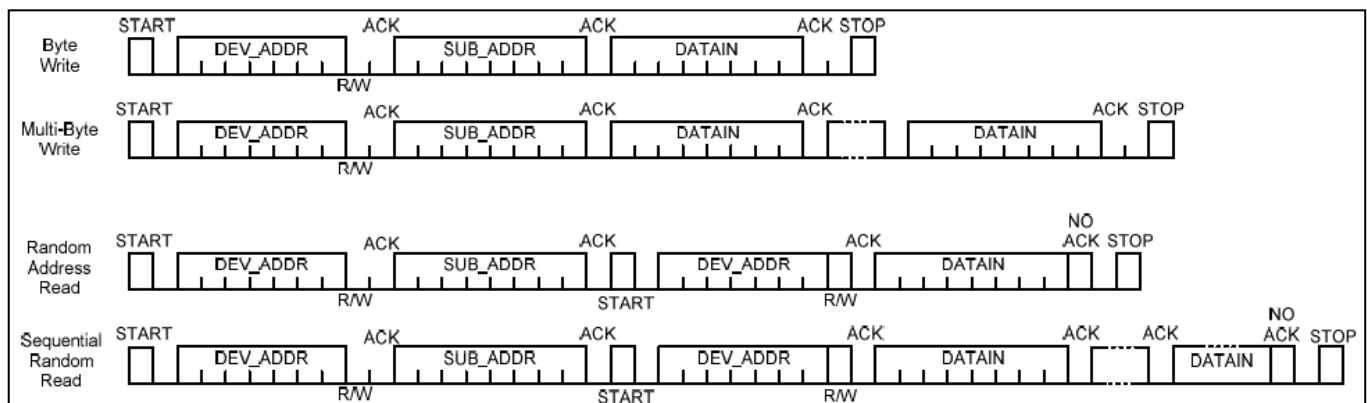 START ACK ACK ACK STOP
Byte Write DEV_ADDR SUB_ADDR DATAIN
R/W
START ACK ACK ACK ACK STOP
Multi-Byte Write DEV_ADDR SUB_ADDR DATAIN DATAIN
R/W
NO
START ACK ACK ACK ACK STOP
Random Address Read DEV_ADDR SUB_ADDR DEV_ADDR DATAIN
R/W START R/W
NO
START ACK ACK ACK ACK ACK ACK STOP
Sequential Random Read DEV_ADDR SUB_ADDR DEV_ADDR DATAIN DATAIN
R/W START R/W